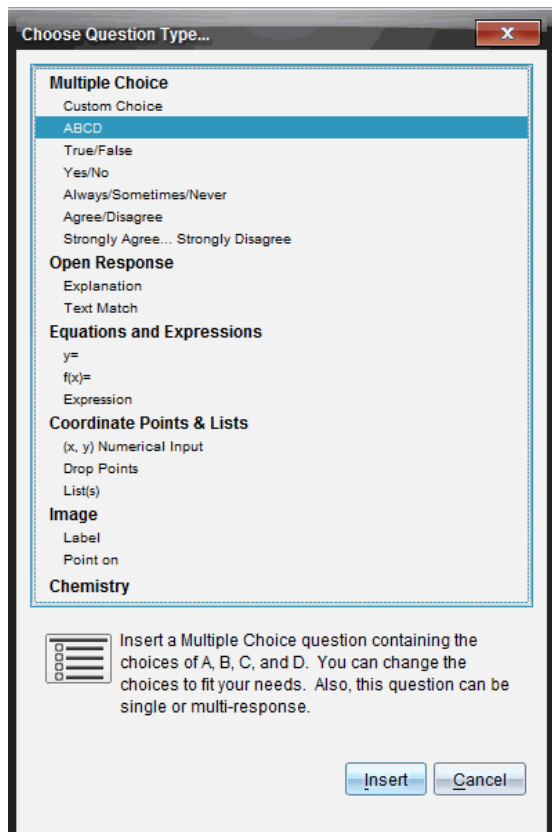 Choose Question Type...
Multiple Choice
Custom Choice
ABCD
True/False
Yes/No
Always/Sometimes/Never
Agree/Disagree
Strongly Agree... Strongly Disagree
Open Response
Explanation
Text Match
Equations and Expressions
y=
f(x)=
Expression
Coordinate Points & Lists
(x, y) Numerical Input
Drop Points
List(s)
Image
Label
Point on
Chemistry
Insert a Multiple Choice question containing the
choices of A, B, C, and D. You can change the
choices to fit your needs. Also, this question can be
single or multi-response.
Insert Cancel